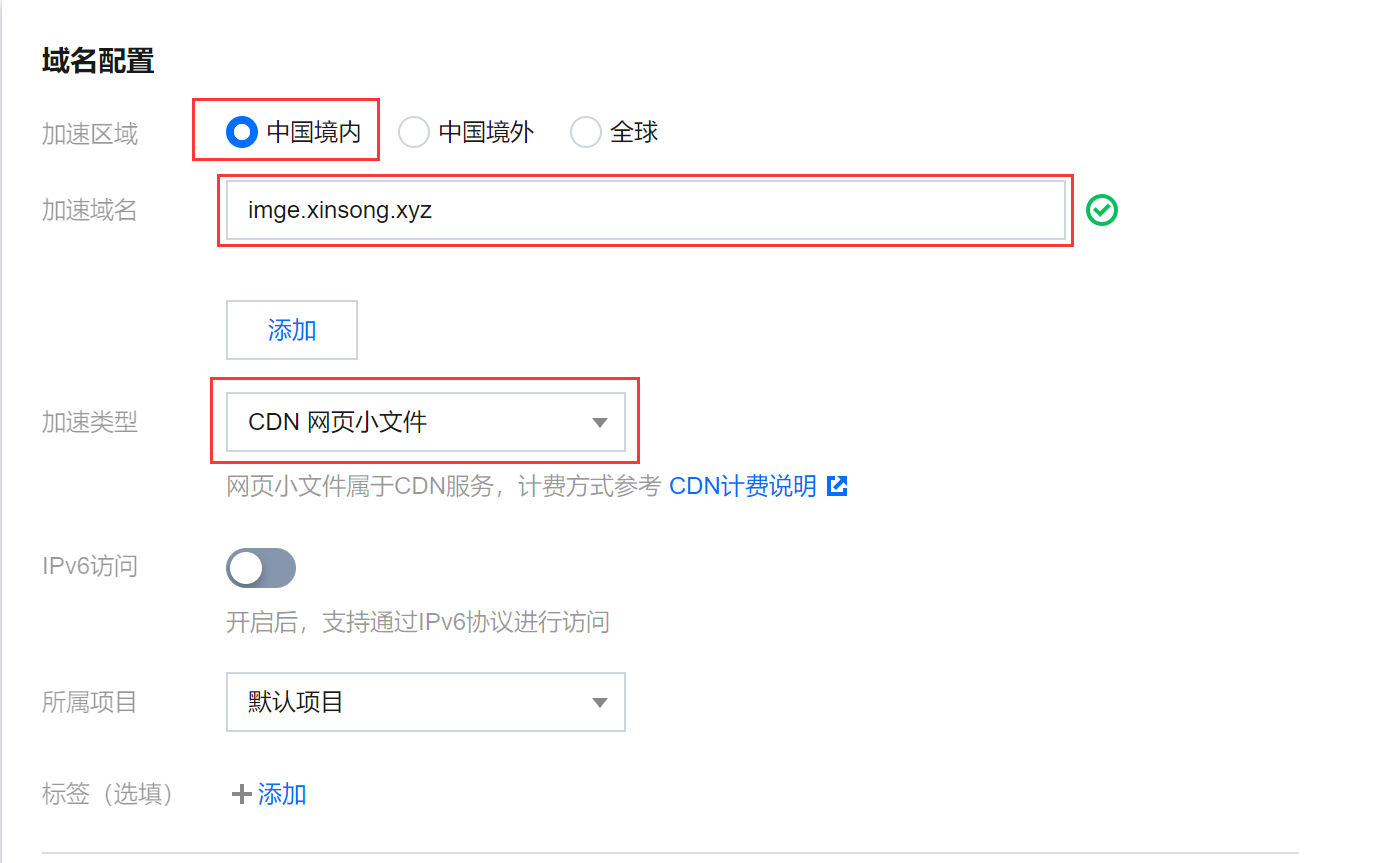 域名配置
加速区域 中国境内 中国境外 全球
加速域名 imge.xinsong.xyz
添加
加速类型 CDN 网页小文件
网页小文件属于CDN服务，计费方式参考 CDN计费说明
IPv6访问
开启后，支持通过IPv6协议进行访问
所属项目 默认项目
标签（选填） 添加